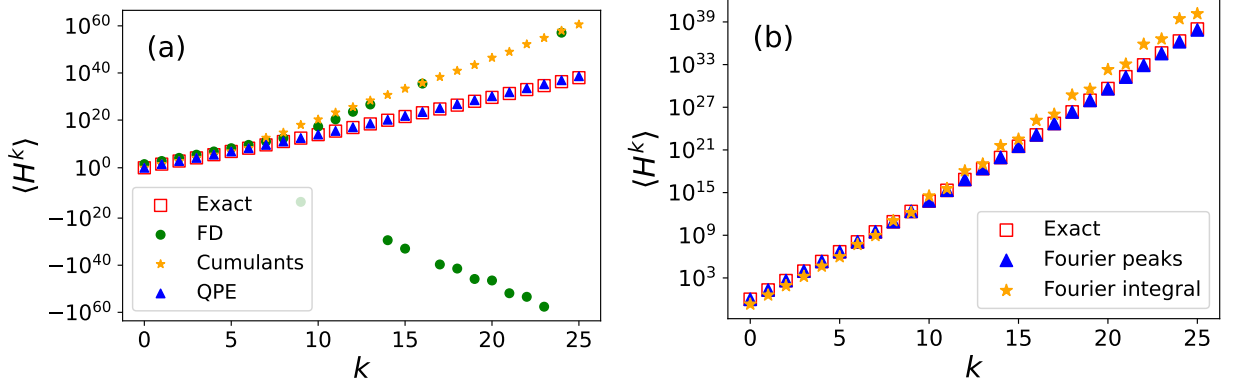 (a)
10^60
10^40
10^20
10^0
−10^20
−10^40
−10^60
⟨H^k⟩
Exact
FD
Cumulants
QPE
0 5 10 15 20 25
k
(b)
10^39
10^33
10^27
10^21
10^15
10^9
10^3
⟨H^k⟩
Exact
Fourier peaks
Fourier integral
0 5 10 15 20 25
k